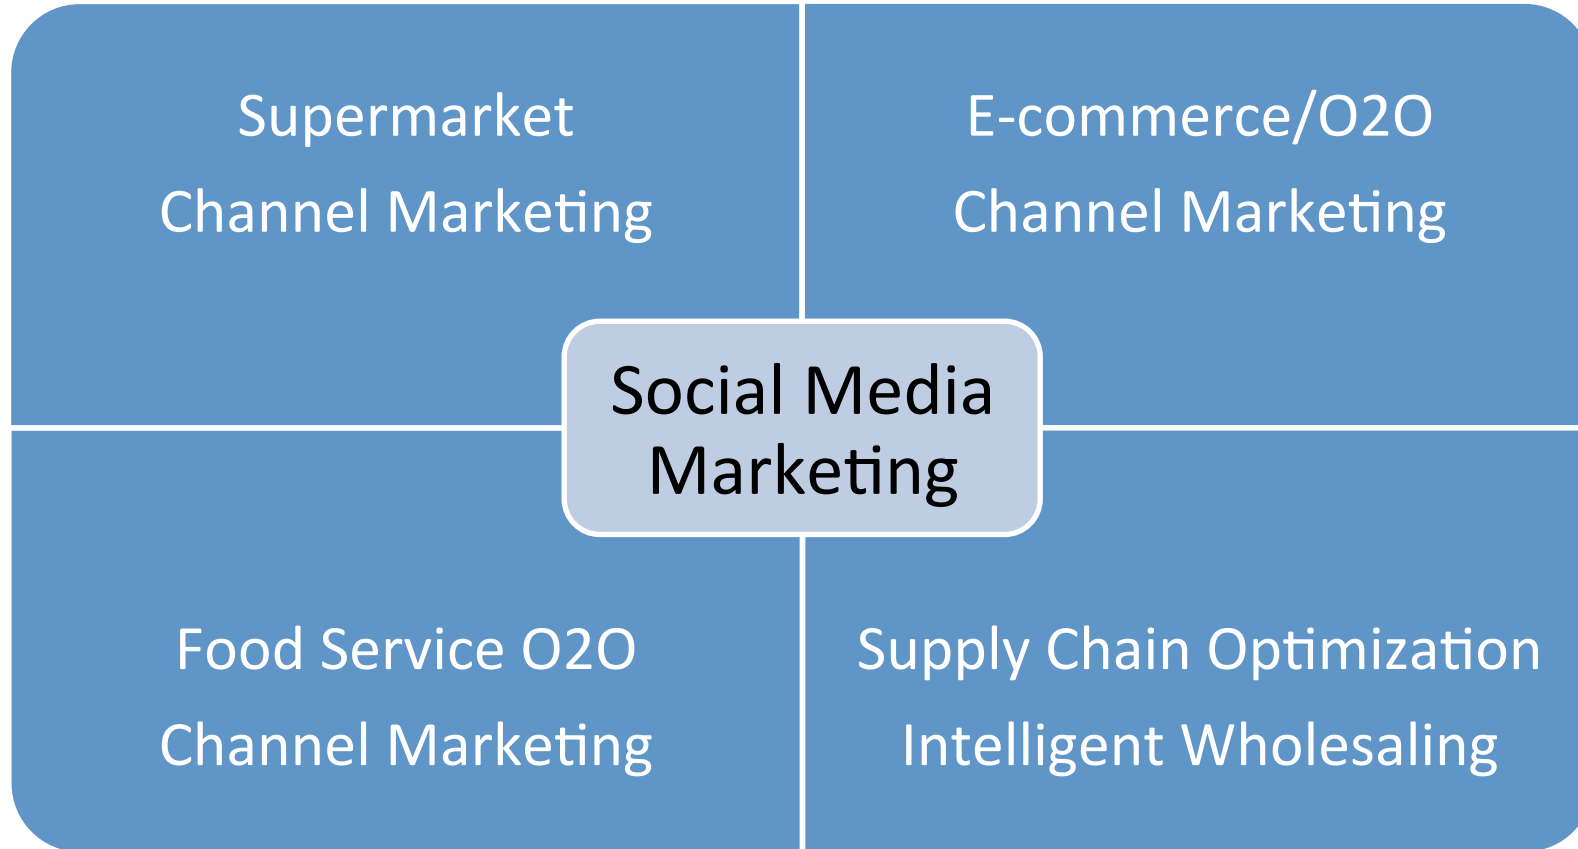 Supermarket
Channel Marketing
E-commerce/O2O
Channel Marketing
Social Media
Marketing
Food Service O2O
Channel Marketing
Supply Chain Optimization
Intelligent Wholesaling